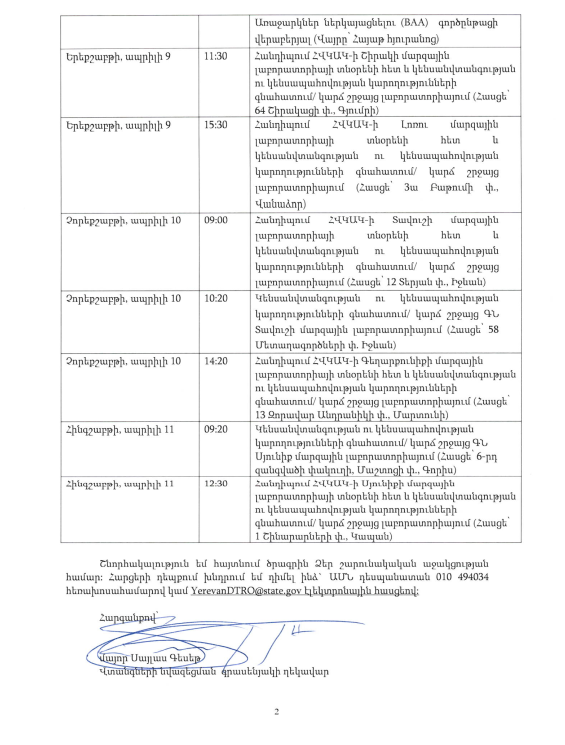 Առաջարկներ ներկայացնելու (BAA) գործընթացի
վերաբերյալ (Վայրը՝ Հայաթ հյուրանոց)
Երեքշաբթի, ապրիլի 9
11:30
Հանդիպում ՀՎԿԱԿ-ի Շիրակի մարզային
լաբորատորիայի տնօրենի հետ և կենսանվտանգության
ու կենսապահովության կարողությունների
գնահատում/ կարճ շրջայց լաբորատորիայում (Հասցե՝
64 Շիրակացի փ., Գյումրի)
Երեքշաբթի, ապրիլի 9
15:30
Հանդիպում ՀՎԿԱԿ-ի Լոռու մարզային
լաբորատորիայի տնօրենի հետ և
կենսանվտանգության ու կենսապահովության
կարողությունների գնահատում/ կարճ շրջայց
լաբորատորիայում (Հասցե՝ 3ա Բաթումի փ.,
Վանաձոր)
Չորեքշաբթի, ապրիլի 10
09:00
Հանդիպում ՀՎԿԱԿ-ի Տավուշի մարզային
լաբորատորիայի տնօրենի հետ և
կենսանվտանգության ու կենսապահովության
կարողությունների գնահատում/ կարճ շրջայց
լաբորատորիայում (Հասցե՝ 12 Տերյան փ., Իջևան)
Չորեքշաբթի, ապրիլի 10
10:20
Կենսանվտանգության ու կենսապահովության
կարողությունների գնահատում/ կարճ շրջայց ԳՆ
Տավուշի մարզային լաբորատորիայում (Հասցե՝ 58
Մետաղագործների փ. Իջևան)
Չորեքշաբթի, ապրիլի 10
14:20
Հանդիպում ՀՎԿԱԿ-ի Գեղարքունիքի մարզային
լաբորատորիայի տնօրենի հետ և կենսանվտանգության
ու կենսապահովության կարողությունների
գնահատում/ կարճ շրջայց լաբորատորիայում (Հասցե՝
13 Զորավար Անդրանիկի փ., Մարտունի)
Հինգշաբթի, ապրիլի 11
09:20
Կենսանվտանգության ու կենսապահովության
կարողությունների գնահատում/ կարճ շրջայց ԳՆ
Սյունիք մարզային լաբորատորիայում (Հասցե՝ 6-րդ
զանգվածի փակուղի, Մաշտոցի փ., Գորիս)
Հինգշաբթի, ապրիլի 11
12:30
Հանդիպում ՀՎԿԱԿ-ի Սյունիքի մարզային
լաբորատորիայի տնօրենի հետ և կենսանվտանգության
ու կենսապահովության կարողությունների
գնահատում/ կարճ շրջայց լաբորատորիայում (Հասցե՝
1 Շինարարների փ., Կապան)
Շնորհակալություն եմ հայտնում ծրագրին Ձեր շարունակական աջակցության
համար: Հարցերի դեպքում խնդրում եմ դիմել ինձ՝ ԱՄՆ դեսպանատան 010 494034
հեռախոսահամարով կամ YerevanDTRO@state.gov էլեկտրոնային հասցեով:
Հարգանքով՝
Մայոր Սայլաս Գեսեթ
Վտանգների նվազեցման գրասենյակի ղեկավար
2